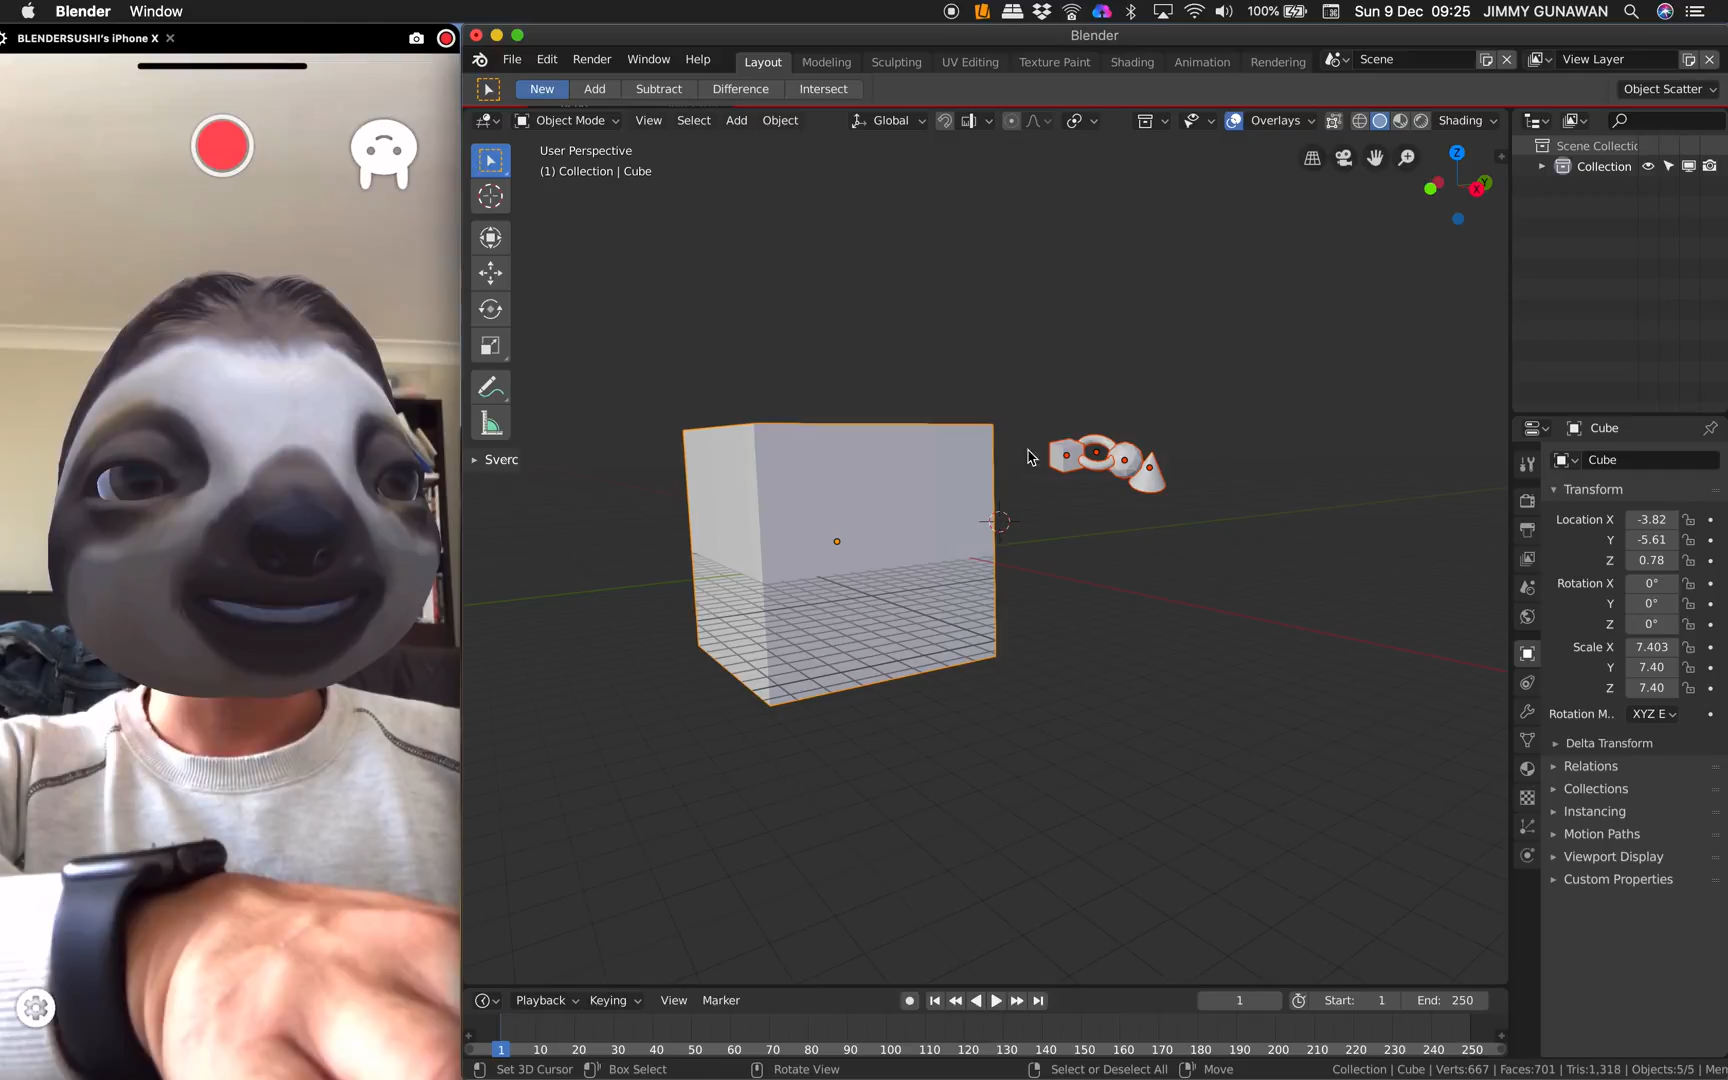 Blender Window 100% Sun 9 Dec 09:25 JIMMY GUNAWAN
BLENDERSUSHI's iPhone X
Blender
File Edit Render Window Help Layout Modeling Sculpting UV Editing Texture Paint Shading Animation Rendering Scene View Layer
New Add Subtract Difference Intersect Object Scatter
Object Mode View Select Add Object Global Overlays Shading
User Perspective
(1) Collection | Cube
Z
Y
X
Scene Collectic
Collection
Sverc
Cube
Cube
Transform
Location X -3.82
Y -5.61
Z 0.78
Rotation X 0°
Y 0°
Z 0°
Scale X 7.403
Y 7.40
Z 7.40
Rotation M.. XYZ E
Delta Transform
Relations
Collections
Instancing
Motion Paths
Viewport Display
Custom Properties
Playback Keying View Marker 1 Start: 1 End: 250
1 10 20 30 40 50 60 70 80 90 100 110 120 130 140 150 160 170 180 190 200 210 220 230 240 250
Set 3D Cursor Box Select Rotate View Select or Deselect All Move Collection | Cube | Verts:667 | Faces:701 | Tris:1,318 | Objects:5/5 | Mem